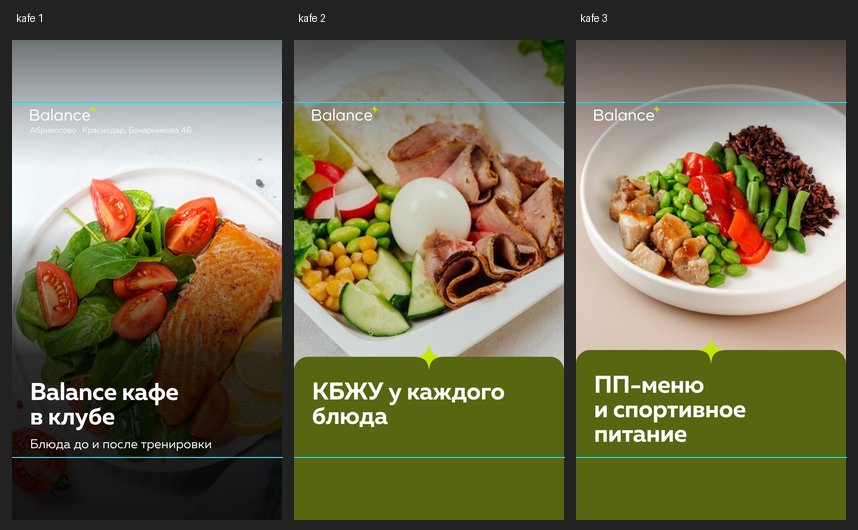 kafe 1
kafe 2
kafe 3
Balance
Абрикосово · Краснодар, Бочарникова 4Б
Balance кафе
в клубе
Блюда до и после тренировки
Balance
КБЖУ у каждого
блюда
Balance
ПП-меню
и спортивное
питание